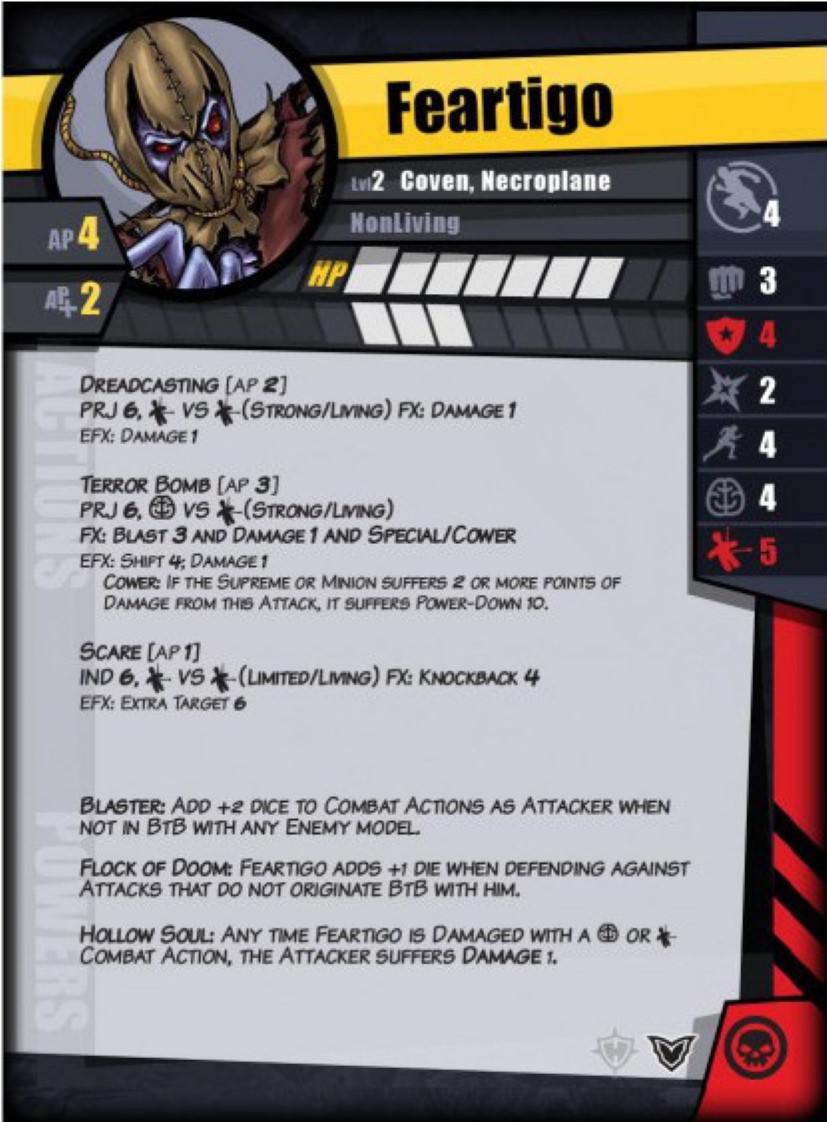 Feartigo
Lvl2 Coven, Necroplane
NonLiving
AP 4
AP+ 2
HP
4
3
4
2
4
4
5
ACTIONS
DREADCASTING [AP 2]
PRJ 6, VS (STRONG/LIVING) FX: DAMAGE 1
EFX: DAMAGE 1
TERROR BOMB [AP 3]
PRJ 6, VS (STRONG/LIVING)
FX: BLAST 3 AND DAMAGE 1 AND SPECIAL/COWER
EFX: SHIFT 4; DAMAGE 1
COWER: IF THE SUPREME OR MINION SUFFERS 2 OR MORE POINTS OF
DAMAGE FROM THIS ATTACK, IT SUFFERS POWER-DOWN 10.
SCARE [AP 1]
IND 6, VS (LIMITED/LIVING) FX: KNOCKBACK 4
EFX: EXTRA TARGET 6
POWERS
BLASTER: ADD +2 DICE TO COMBAT ACTIONS AS ATTACKER WHEN
NOT IN BTB WITH ANY ENEMY MODEL.
FLOCK OF DOOM: FEARTIGO ADDS +1 DIE WHEN DEFENDING AGAINST
ATTACKS THAT DO NOT ORIGINATE BTB WITH HIM.
HOLLOW SOUL: ANY TIME FEARTIGO IS DAMAGED WITH A OR
COMBAT ACTION, THE ATTACKER SUFFERS DAMAGE 1.